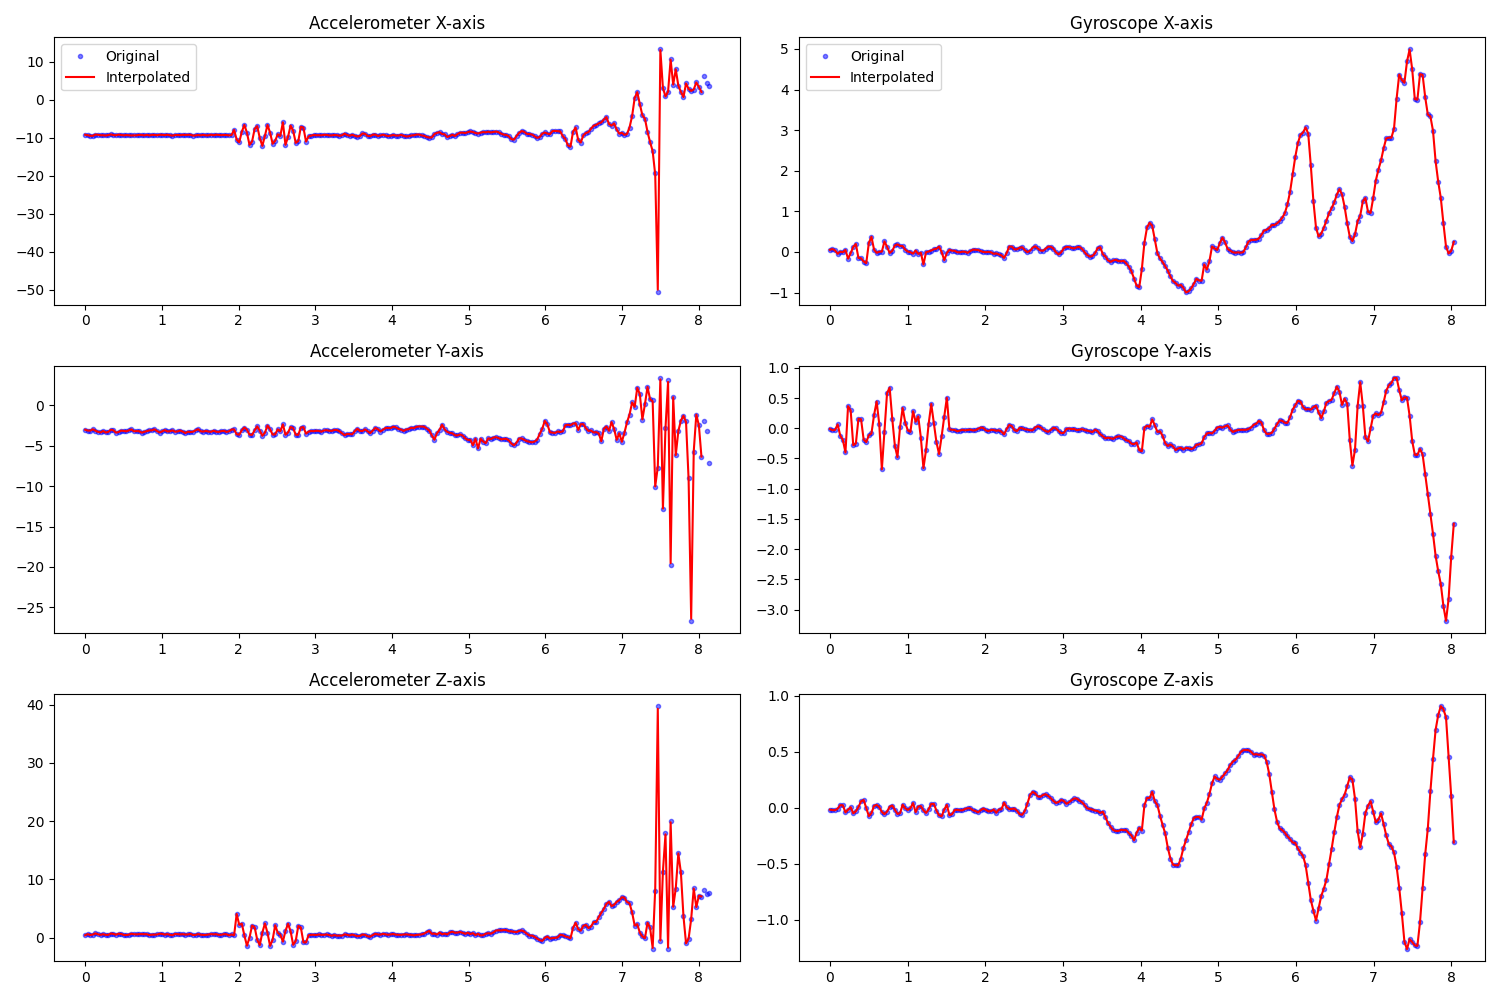 Accelerometer X-axis
Original
Interpolated
10
0
−10
−20
−30
−40
−50
0 1 2 3 4 5 6 7 8
Gyroscope X-axis
Original
Interpolated
5
4
3
2
1
0
−1
0 1 2 3 4 5 6 7 8
Accelerometer Y-axis
0
−5
−10
−15
−20
−25
0 1 2 3 4 5 6 7 8
Gyroscope Y-axis
1.0
0.5
0.0
−0.5
−1.0
−1.5
−2.0
−2.5
−3.0
0 1 2 3 4 5 6 7 8
Accelerometer Z-axis
40
30
20
10
0
0 1 2 3 4 5 6 7 8
Gyroscope Z-axis
1.0
0.5
0.0
−0.5
−1.0
0 1 2 3 4 5 6 7 8